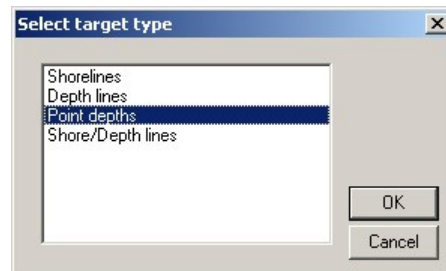 Select target type
Shorelines
Depth lines
Point depths
Shore/Depth lines
OK
Cancel